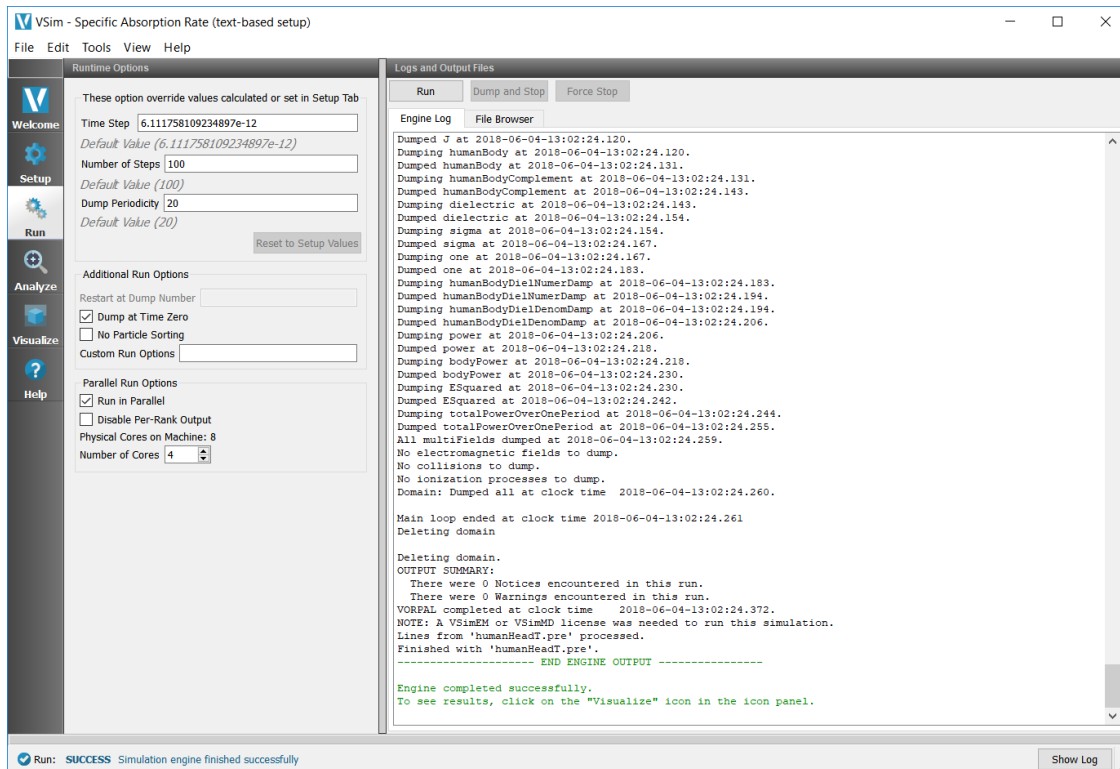 VSim - Specific Absorption Rate (text-based setup)
File Edit Tools View Help
Runtime Options
Logs and Output Files
Welcome
Setup
Run
Analyze
Visualize
Help
These option override values calculated or set in Setup Tab
Time Step 6.111758109234897e-12
Default Value (6.111758109234897e-12)
Number of Steps 100
Default Value (100)
Dump Periodicity 20
Default Value (20)
Reset to Setup Values
Additional Run Options
Restart at Dump Number
Dump at Time Zero
No Particle Sorting
Custom Run Options
Parallel Run Options
Run in Parallel
Disable Per-Rank Output
Physical Cores on Machine: 8
Number of Cores 4
Run Dump and Stop Force Stop
Engine Log File Browser
Dumped J at 2018-06-04-13:02:24.120.
Dumping humanBody at 2018-06-04-13:02:24.120.
Dumped humanBody at 2018-06-04-13:02:24.131.
Dumping humanBodyComplement at 2018-06-04-13:02:24.131.
Dumped humanBodyComplement at 2018-06-04-13:02:24.143.
Dumping dielectric at 2018-06-04-13:02:24.143.
Dumped dielectric at 2018-06-04-13:02:24.154.
Dumping sigma at 2018-06-04-13:02:24.154.
Dumped sigma at 2018-06-04-13:02:24.167.
Dumping one at 2018-06-04-13:02:24.167.
Dumped one at 2018-06-04-13:02:24.183.
Dumping humanBodyDielNumerDamp at 2018-06-04-13:02:24.183.
Dumped humanBodyDielNumerDamp at 2018-06-04-13:02:24.194.
Dumping humanBodyDielDenomDamp at 2018-06-04-13:02:24.194.
Dumped humanBodyDielDenomDamp at 2018-06-04-13:02:24.206.
Dumping power at 2018-06-04-13:02:24.206.
Dumped power at 2018-06-04-13:02:24.218.
Dumping bodyPower at 2018-06-04-13:02:24.218.
Dumped bodyPower at 2018-06-04-13:02:24.230.
Dumping ESquared at 2018-06-04-13:02:24.230.
Dumped ESquared at 2018-06-04-13:02:24.242.
Dumping totalPowerOverOnePeriod at 2018-06-04-13:02:24.244.
Dumped totalPowerOverOnePeriod at 2018-06-04-13:02:24.255.
All multiFields dumped at 2018-06-04-13:02:24.259.
No electromagnetic fields to dump.
No collisions to dump.
No ionization processes to dump.
Domain: Dumped all at clock time 2018-06-04-13:02:24.260.
Main loop ended at clock time 2018-06-04-13:02:24.261
Deleting domain
Deleting domain.
OUTPUT SUMMARY:
There were 0 Notices encountered in this run.
There were 0 Warnings encountered in this run.
VORPAL completed at clock time 2018-06-04-13:02:24.372.
NOTE: A VSimEM or VSimMD license was needed to run this simulation.
Lines from 'humanHeadT.pre' processed.
Finished with 'humanHeadT.pre'.
--------------------- END ENGINE OUTPUT ----------------
Engine completed successfully.
To see results, click on the "Visualize" icon in the icon panel.
Run: SUCCESS Simulation engine finished successfully
Show Log